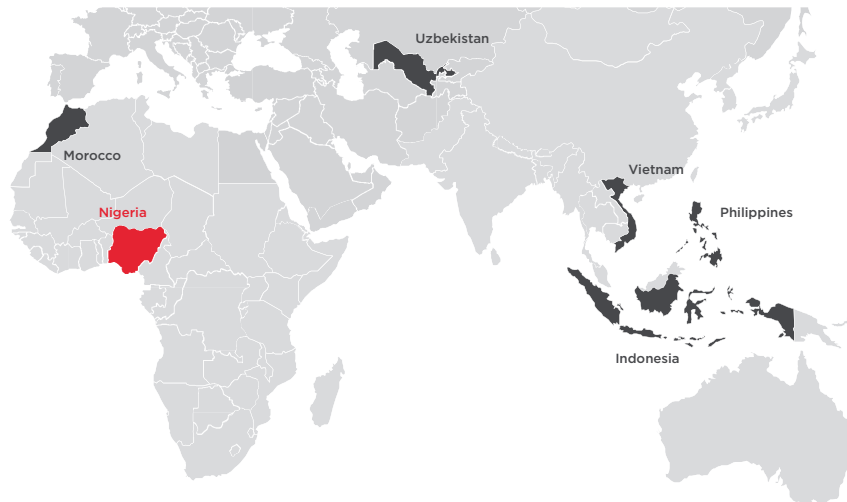 Uzbekistan
Morocco
Vietnam
Nigeria
Philippines
Indonesia